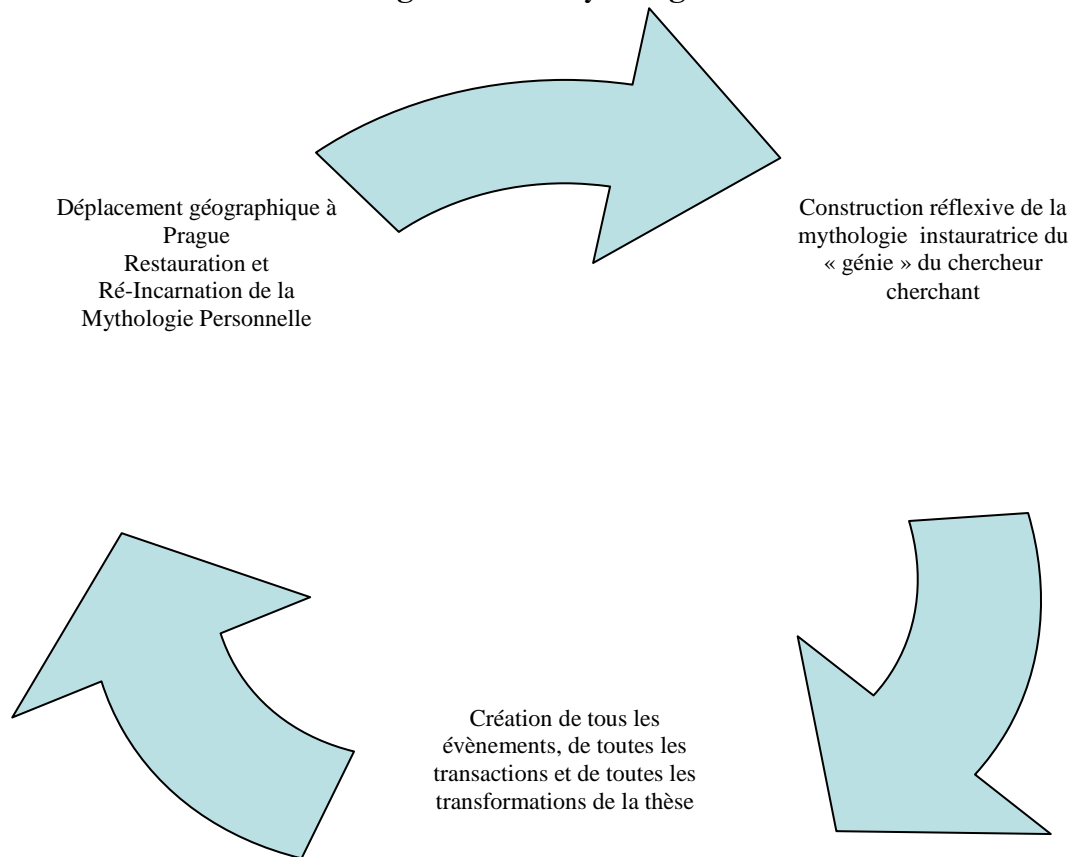 Déplacement géographique à
Prague
Restauration et
Ré-Incarnation de la
Mythologie Personnelle
Construction réflexive de la
mythologie instauratrice du
« génie » du chercheur
cherchant
Création de tous les
évènements, de toutes les
transactions et de toutes les
transformations de la thèse